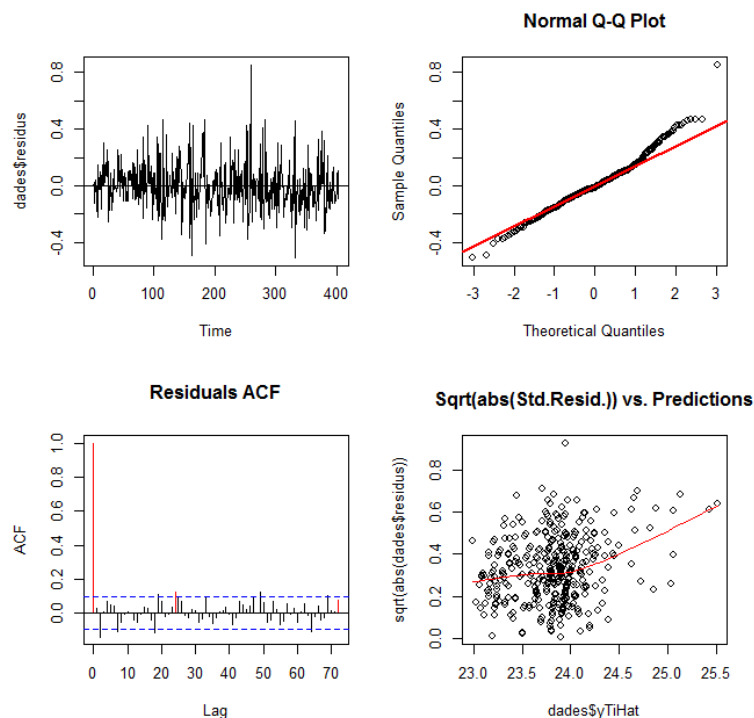 dades$residus
0.8
0.4
0.0
-0.4
0 100 200 300 400
Time
Normal Q-Q Plot
Sample Quantiles
0.8
0.4
0.0
-0.4
-3 -2 -1 0 1 2 3
Theoretical Quantiles
Residuals ACF
ACF
1.0
0.8
0.6
0.4
0.2
0.0
0 10 20 30 40 50 60 70
Lag
Sqrt(abs(Std.Resid.)) vs. Predictions
sqrt(abs(dades$residus))
0.8
0.6
0.4
0.2
0.0
23.0 23.5 24.0 24.5 25.0 25.5
dades$yTiHat